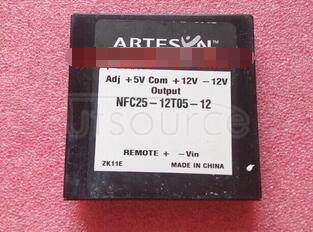 ARTESYN
Adj +5V Com +12V -12V
Output
NFC25-12T05-12
REMOTE + -Vin
ZK11E MADE IN CHINA